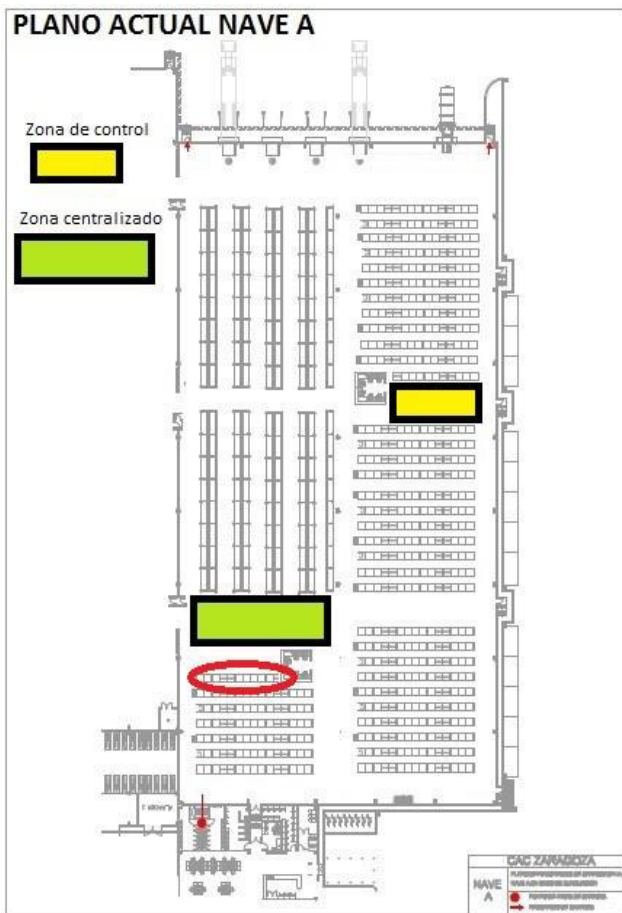 PLANO ACTUAL NAVE A
Zona de control
Zona centralizado
CAC ZARAGOZA
NAVE
A